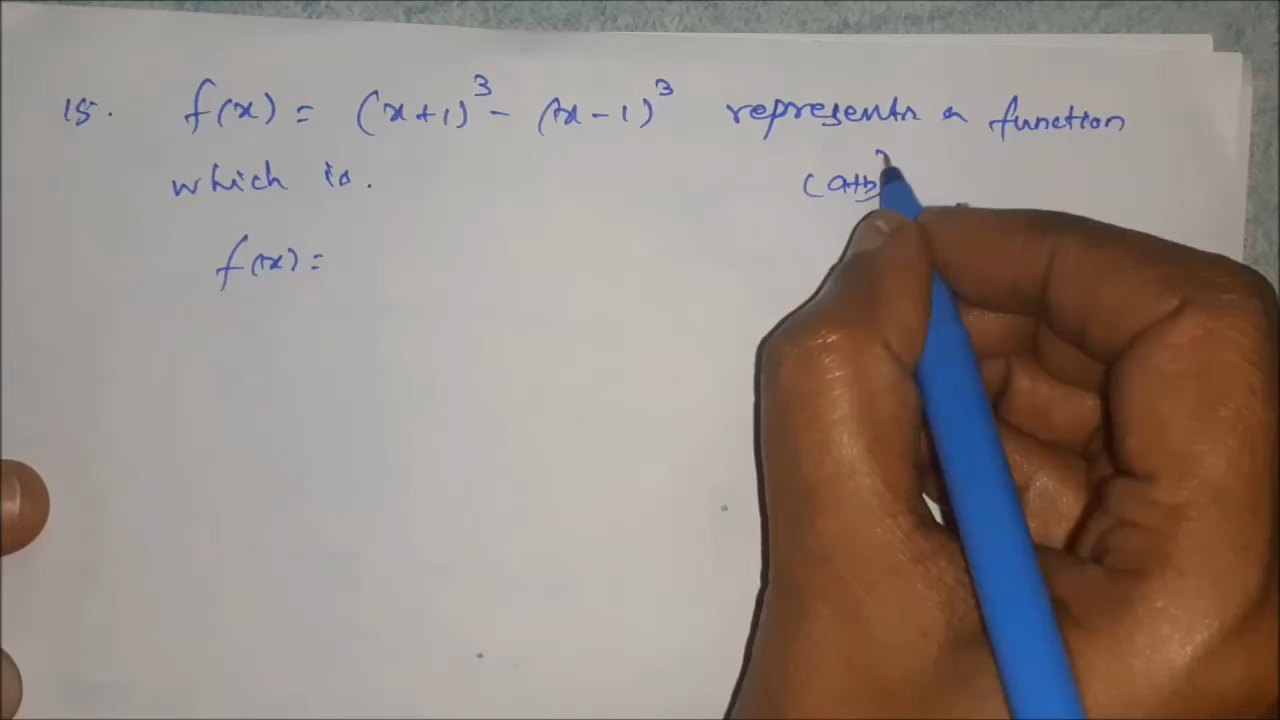 15. f(x) = (x+1)³ - (x-1)³ represents a function
which is.
(a+b)
f(x) =